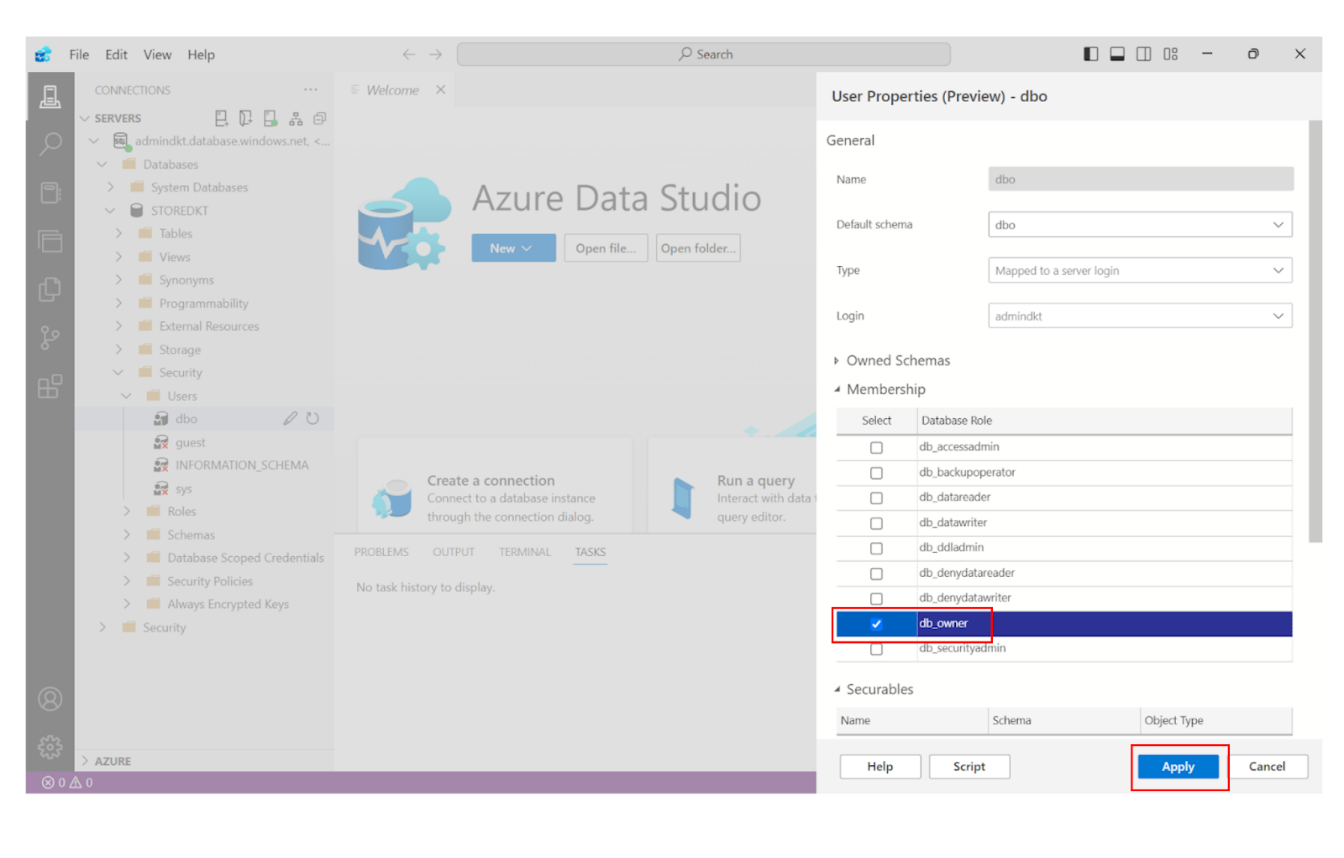 File Edit View Help
Search
CONNECTIONS
SERVERS
admindkt.database.windows.net, <...
Databases
System Databases
STOREDKT
Tables
Views
Synonyms
Programmability
External Resources
Storage
Security
Users
dbo
guest
INFORMATION_SCHEMA
sys
Roles
Schemas
Database Scoped Credentials
Security Policies
Always Encrypted Keys
Security
AZURE
0 0
Welcome
Azure Data Studio
New Open file... Open folder...
Create a connection
Connect to a database instance
through the connection dialog.
Run a query
Interact with data
query editor.
PROBLEMS OUTPUT TERMINAL TASKS
No task history to display.
User Properties (Preview) - dbo
General
Name dbo
Default schema dbo
Type Mapped to a server login
Login admindkt
Owned Schemas
Membership
Select Database Role
db_accessadmin
db_backupoperator
db_datareader
db_datawriter
db_ddladmin
db_denydatareader
db_denydatawriter
db_owner
db_securityadmin
Securables
Name Schema Object Type
Help Script Apply Cancel